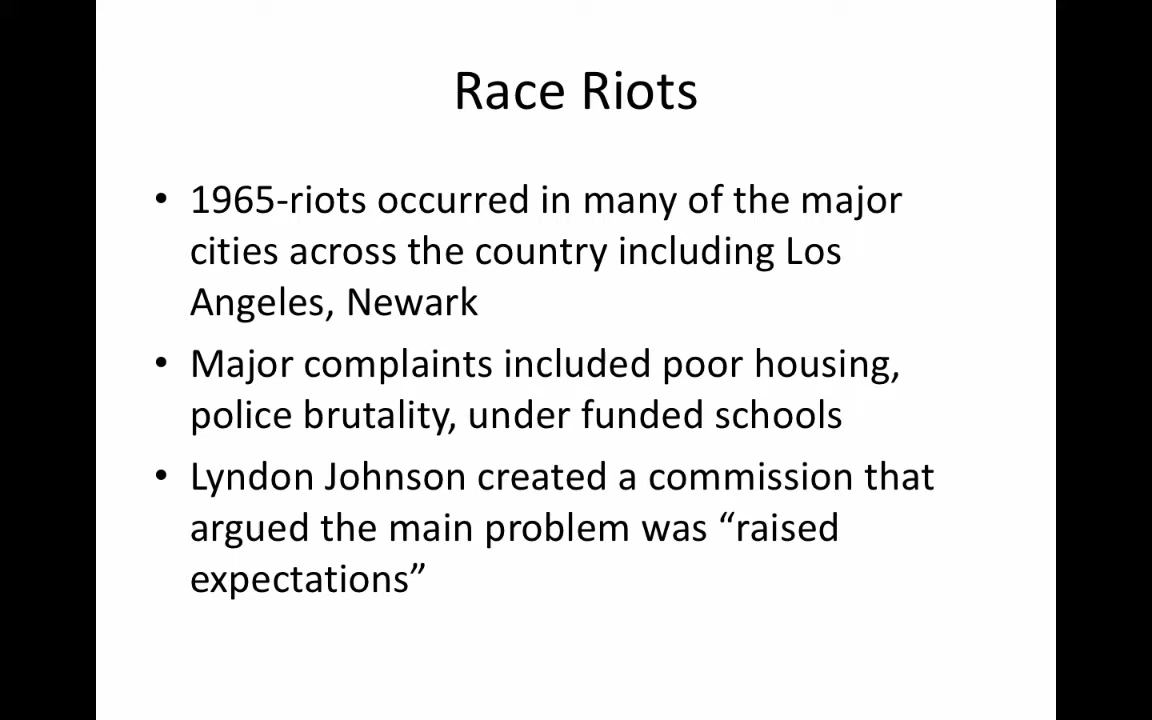 Race Riots
• 1965-riots occurred in many of the major
cities across the country including Los
Angeles, Newark
• Major complaints included poor housing,
police brutality, under funded schools
• Lyndon Johnson created a commission that
argued the main problem was “raised
expectations”